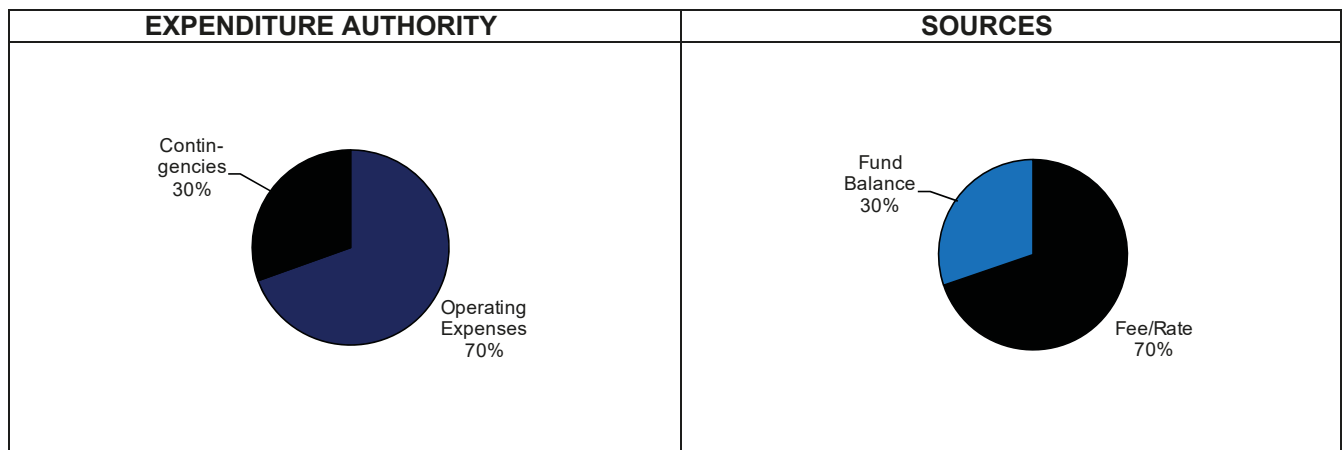 EXPENDITURE AUTHORITY
SOURCES
Contin-
gencies
30%
Operating
Expenses
70%
Fund
Balance
30%
Fee/Rate
70%